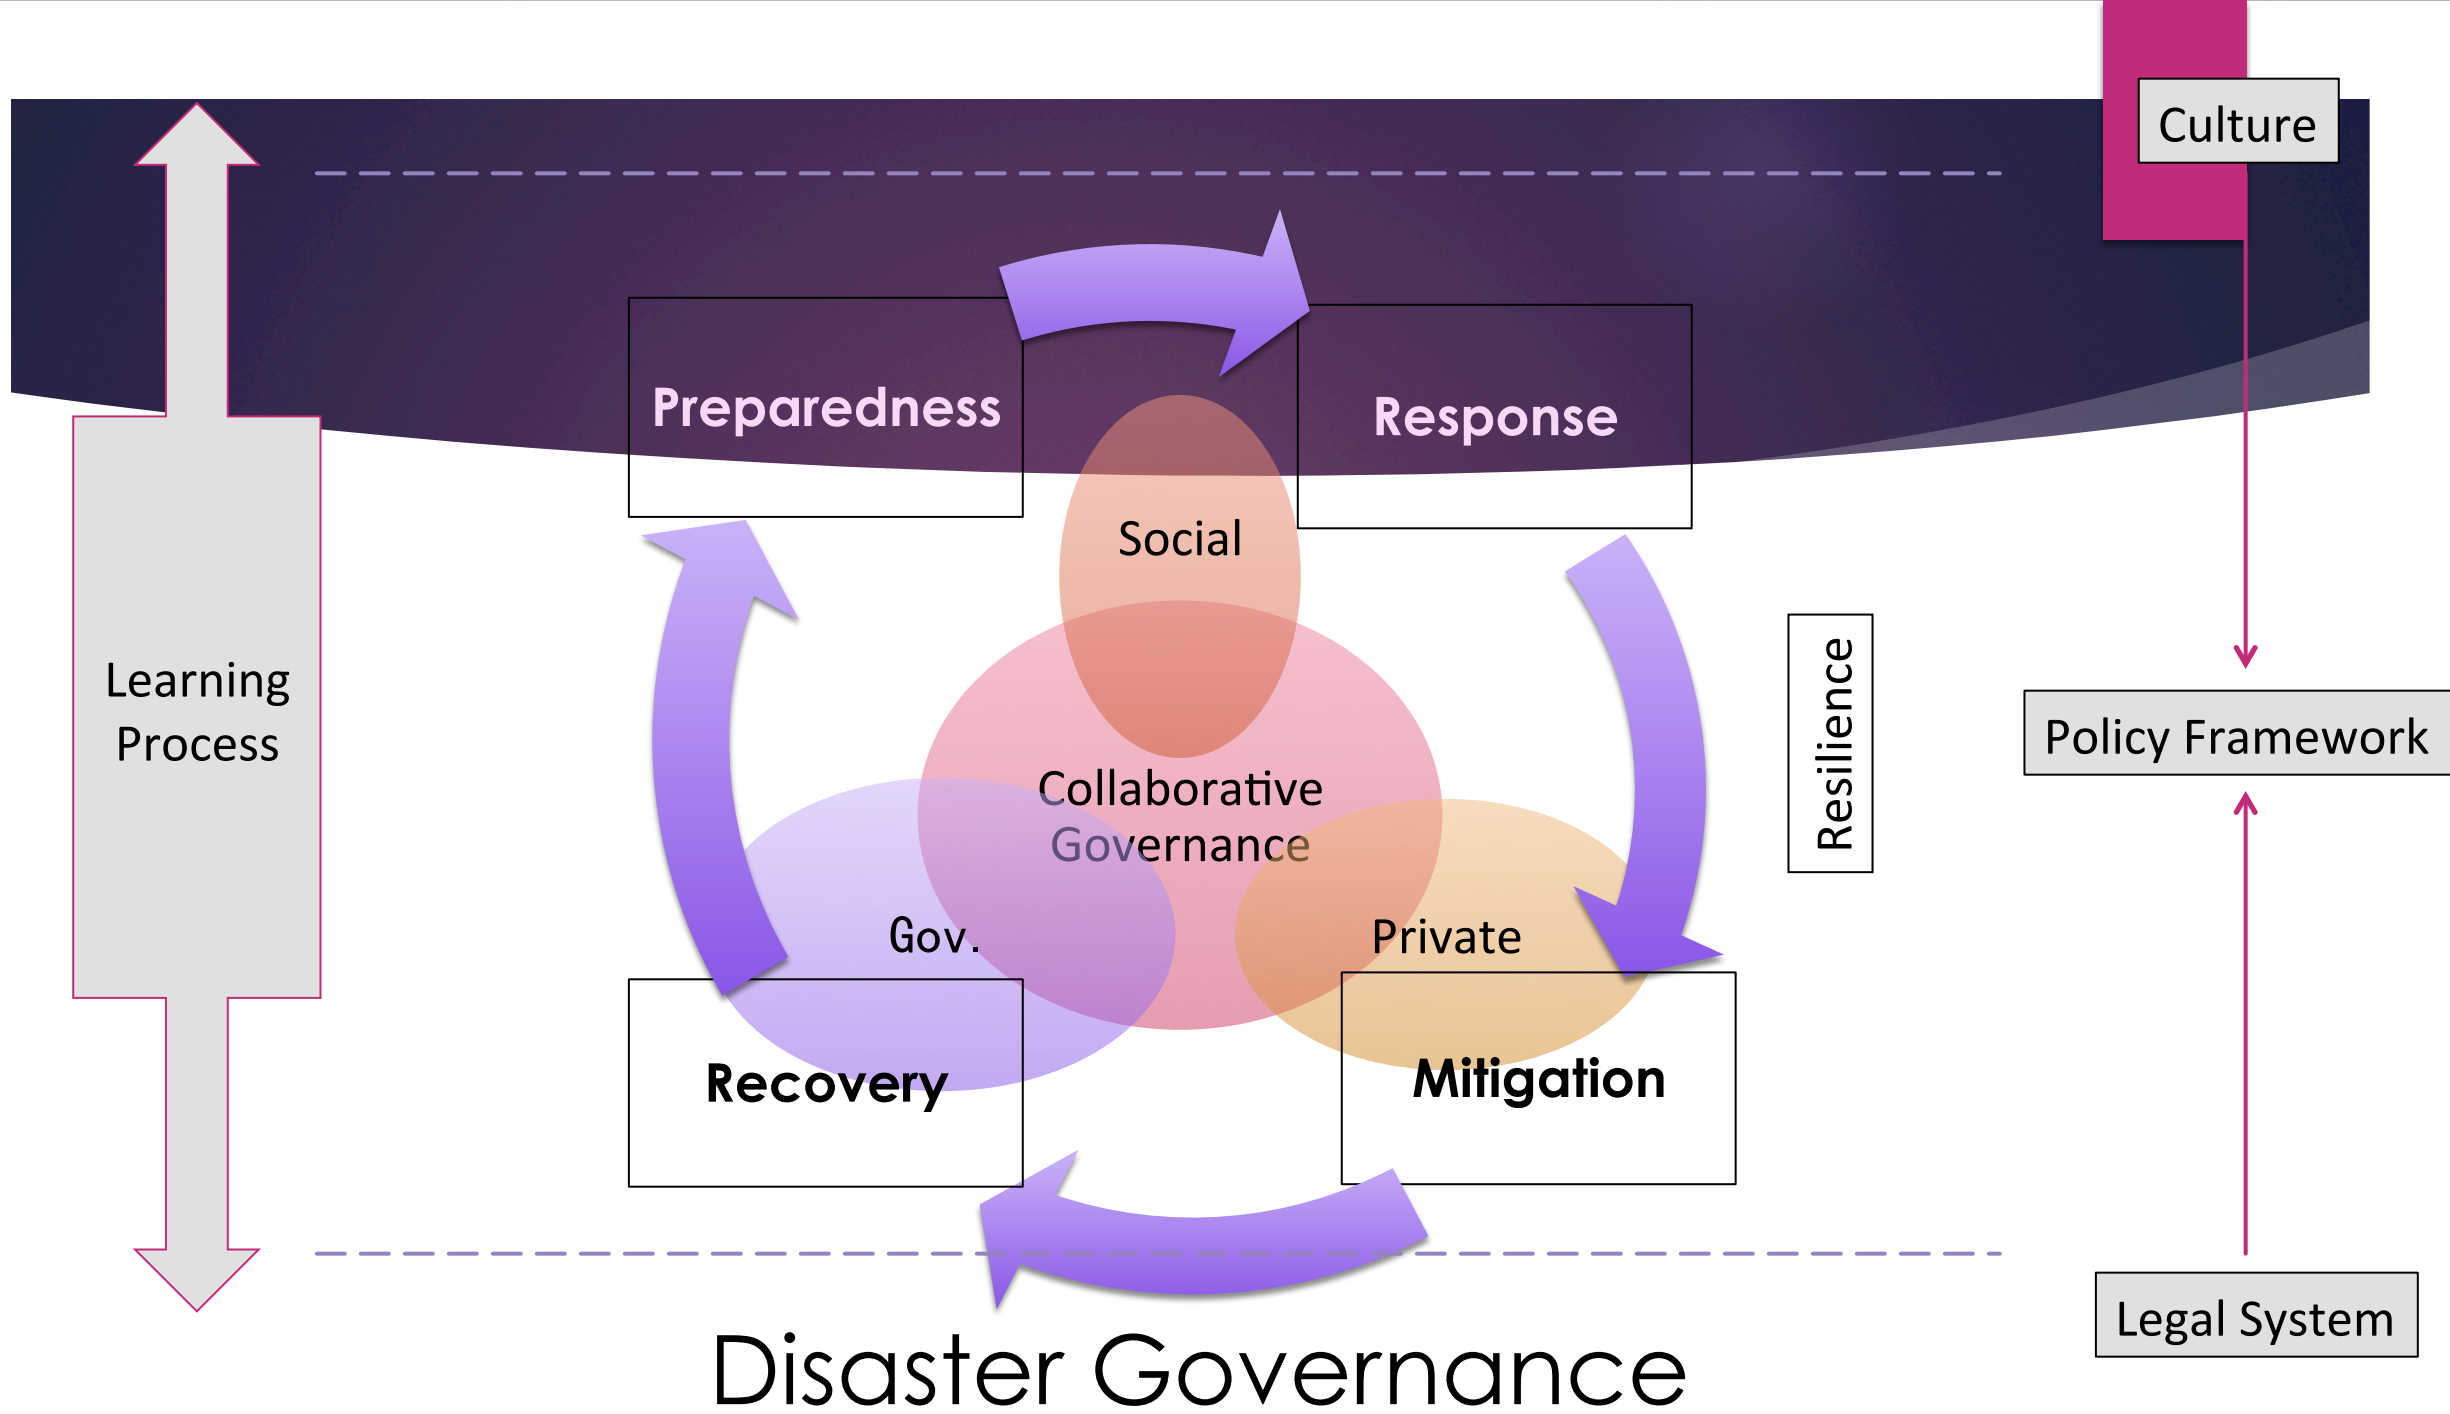 Culture
Preparedness
Response
Social
Learning
Process
Resilience
Policy Framework
Collaborative
Governance
Gov.
Private
Recovery
Mitigation
Legal System
Disaster Governance